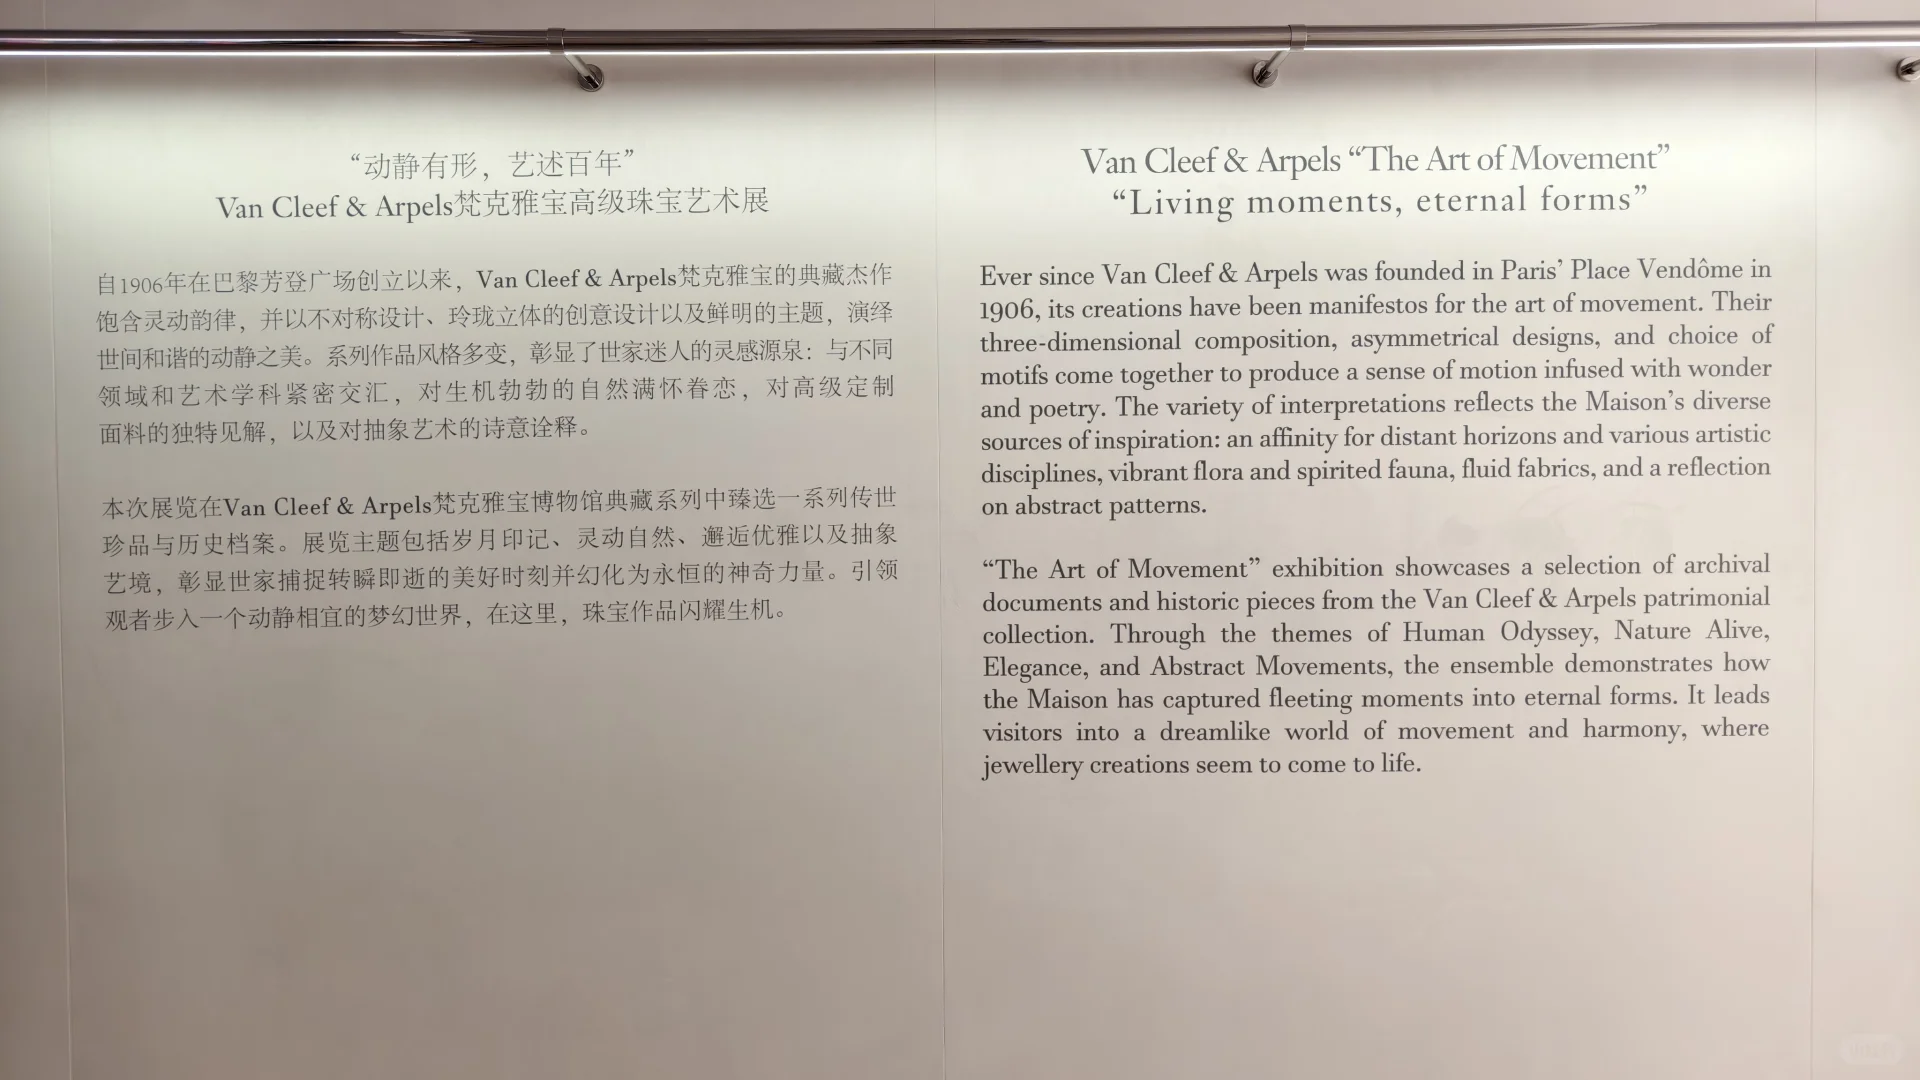 “动静有形，艺述百年”
Van Cleef & Arpels梵克雅宝高级珠宝艺术展
自1906年在巴黎芳登广场创立以来，Van Cleef & Arpels梵克雅宝的典藏杰作
饱含灵动韵律，并以不对称设计、玲珑立体的创意设计以及鲜明的主题，演绎
世间和谐的动静之美。系列作品风格多变，彰显了世家迷人的灵感源泉：与不同
领域和艺术学科紧密交汇，对生机勃勃的自然满怀眷恋，对高级定制
面料的独特见解，以及对抽象艺术的诗意诠释。
本次展览在Van Cleef & Arpels梵克雅宝博物馆典藏系列中臻选一系列传世
珍品与历史档案。展览主题包括岁月印记、灵动自然、邂逅优雅以及抽象
艺境，彰显世家捕捉转瞬即逝的美好时刻并幻化为永恒的神奇力量。引领
观者步入一个动静相宜的梦幻世界，在这里，珠宝作品闪耀生机。
Van Cleef & Arpels “The Art of Movement”
“Living moments, eternal forms”
Ever since Van Cleef & Arpels was founded in Paris’ Place Vendôme in
1906, its creations have been manifestos for the art of movement. Their
three-dimensional composition, asymmetrical designs, and choice of
motifs come together to produce a sense of motion infused with wonder
and poetry. The variety of interpretations reflects the Maison’s diverse
sources of inspiration: an affinity for distant horizons and various artistic
disciplines, vibrant flora and spirited fauna, fluid fabrics, and a reflection
on abstract patterns.
“The Art of Movement” exhibition showcases a selection of archival
documents and historic pieces from the Van Cleef & Arpels patrimonial
collection. Through the themes of Human Odyssey, Nature Alive,
Elegance, and Abstract Movements, the ensemble demonstrates how
the Maison has captured fleeting moments into eternal forms. It leads
visitors into a dreamlike world of movement and harmony, where
jewellery creations seem to come to life.